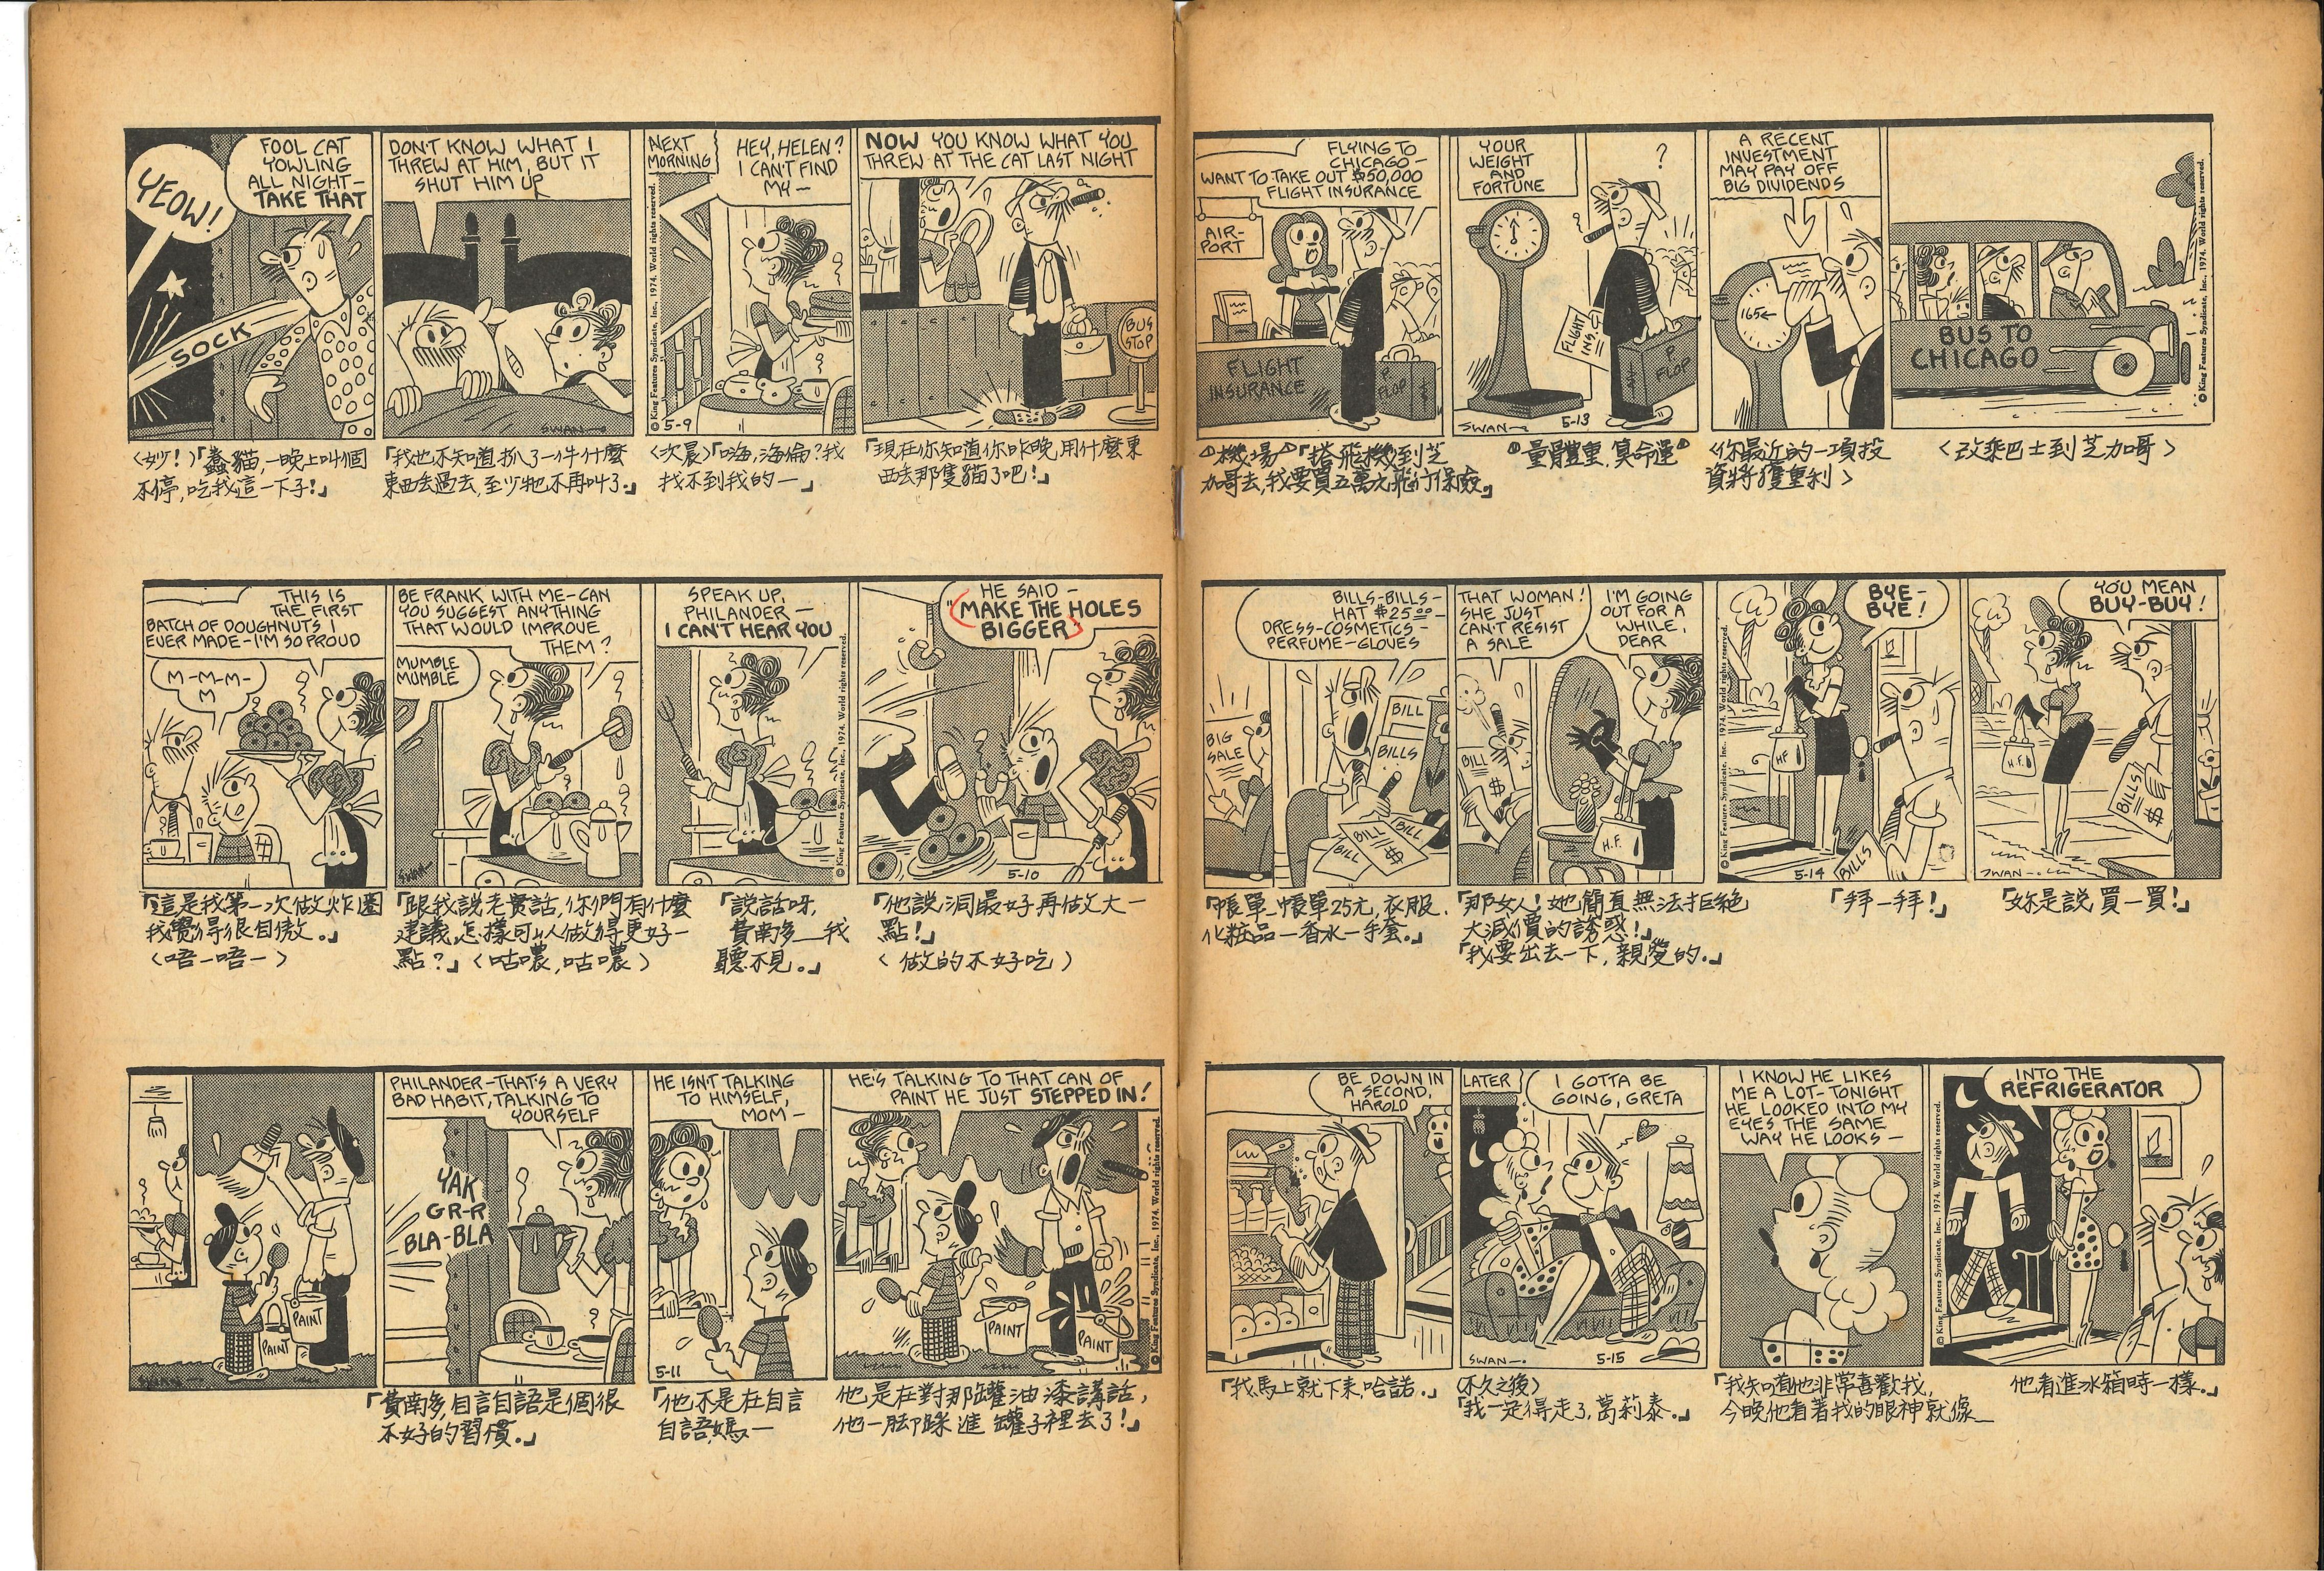 YEOW!
FOOL CAT
YOWLING
ALL NIGHT-
TAKE THAT
SOCK
DON'T KNOW WHAT I
THREW AT HIM, BUT IT
SHUT HIM UP
SWAN
NEXT
MORNING
HEY, HELEN?
I CAN'T FIND
MY —
© King Features Syndicate, Inc., 1974. World rights reserved.
5-9
NOW YOU KNOW WHAT YOU
THREW AT THE CAT LAST NIGHT
BUS
STOP
〈妙!〉「蠢貓,一晚上叫個
不停,吃我這一下子!」
「我也不知道扔了一件什麼
東西丟過去,至少牠不再叫了。」
〈次晨〉「嗨,海倫?我
找不到我的一」
「現在你知道你昨晚,用什麼東
西丟那隻貓了吧!」
THIS IS
THE FIRST
BATCH OF DOUGHNUTS I
EVER MADE-I'M SO PROUD
M-M-M-
M
BE FRANK WITH ME-CAN
YOU SUGGEST ANYTHING
THAT WOULD IMPROVE
THEM?
MUMBLE
MUMBLE
SWAN
SPEAK UP,
PHILANDER —
I CAN'T HEAR YOU
© King Features Syndicate, Inc., 1974. World rights reserved.
HE SAID -
"MAKE THE HOLES
BIGGER"
5-10
「這是我第一次做炸圈
我覺得很自傲。」
〈唔一唔一〉
「跟我說老實話,你們有什麼
建議,怎樣可以做得更好一
點?」〈咕噥,咕噥〉
「說話呀,
費南多__我
聽不見。」
「他說洞最好再做大一
點!」
〈做的不好吃〉
PAINT
PAINT
SWAN
PHILANDER-THAT'S A VERY
BAD HABIT, TALKING TO
YOURSELF
YAK
GR-R
BLA-BLA
HE ISN'T TALKING
TO HIMSELF,
MOM —
5-11
HE'S TALKING TO THAT CAN OF
PAINT HE JUST STEPPED IN!
PAINT
PAINT
© King Features Syndicate, Inc., 1974. World rights reserved.
「費南多,自言自語是個很
不好的習慣。」
「他不是在自言
自語,媽一
他是在對那罐油漆講話,
他一腳踩進罐子裡去了!」
FLYING TO
CHICAGO —
WANT TO TAKE OUT $50,000
FLIGHT INSURANCE
AIR-
PORT
FLIGHT
INSURANCE
P.
FLOP
YOUR
WEIGHT
AND
FORTUNE
?
FLIGHT
INS.
P.
FLOP
SWAN
5-13
A RECENT
INVESTMENT
MAY PAY OFF
BIG DIVIDENDS
165
BUS TO
CHICAGO
© King Features Syndicate, Inc., 1974. World rights reserved.
機場「搭飛機到芝
加哥去,我要買五萬元飛行保險。」
量體重,算命運
〈你最近的一項投
資將獲重利〉
〈改乘巴士到芝加哥〉
BILLS-BILLS-
HAT $25.00-
DRESS-COSMETICS-
PERFUME-GLOVES
BIG
SALE
BILL
BILLS
BILL
BILL
BILL
$
THAT WOMAN!
SHE JUST
CAN'T RESIST
A SALE
I'M GOING
OUT FOR A
WHILE,
DEAR
BILL
$
H.F.
© King Features Syndicate, Inc., 1974. World rights reserved.
BYE-
BYE!
HF
5-14
BILLS
YOU MEAN
BUY-BUY!
H.F.
BILLS
$
SWAN
「帳單_帳單25元,衣服.
化粧品一香水一手套。」
「那女人!她簡直無法拒絕
大減價的誘惑!」
「我要出去一下,親愛的。」
「拜一拜!」
「妳是說買一買!」
BE DOWN IN
A SECOND,
HAROLD
LATER
I GOTTA BE
GOING, GRETA
SWAN
5-15
I KNOW HE LIKES
ME A LOT-TONIGHT
HE LOOKED INTO MY
EYES THE SAME
WAY HE LOOKS —
© King Features Syndicate, Inc., 1974. World rights reserved.
INTO THE
REFRIGERATOR
「我馬上就下來,哈諾。」
〈不久之後〉
「我一定得走了,葛莉泰。」
「我知道他非常喜歡我,
今晚他看著我的眼神就像_
他看進冰箱時一樣。」